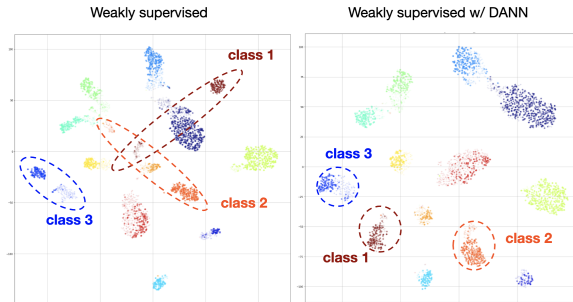 Weakly supervised
Weakly supervised w/ DANN
class 1
class 2
class 3
class 3
class 1
class 2